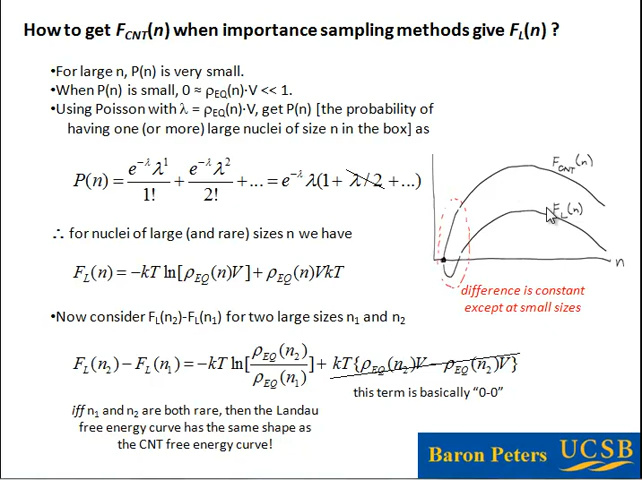 How to get F_CNT(n) when importance sampling methods give F_L(n) ?
•For large n, P(n) is very small.
•When P(n) is small, 0 ≈ ρ_EQ(n)·V << 1.
•Using Poisson with λ = ρ_EQ(n)·V, get P(n) [the probability of
having one (or more) large nuclei of size n in the box] as
P(n) = e^{-λ}λ^1/1! + e^{-λ}λ^2/2! + ... = e^{-λ}λ(1 + λ/2 + ...)
F_CNT(n)
F_L(n)
n
difference is constant
except at small sizes
∴ for nuclei of large (and rare) sizes n we have
F_L(n) = −kT ln[ρ_EQ(n)V] + ρ_EQ(n)VkT
•Now consider F_L(n_2)-F_L(n_1) for two large sizes n_1 and n_2
F_L(n_2) − F_L(n_1) = −kT ln[ρ_EQ(n_2)/ρ_EQ(n_1)] + kT{ρ_EQ(n_2)V − ρ_EQ(n_2)V}
this term is basically "0-0"
iff n_1 and n_2 are both rare, then the Landau
free energy curve has the same shape as
the CNT free energy curve!
Baron Peters UCSB